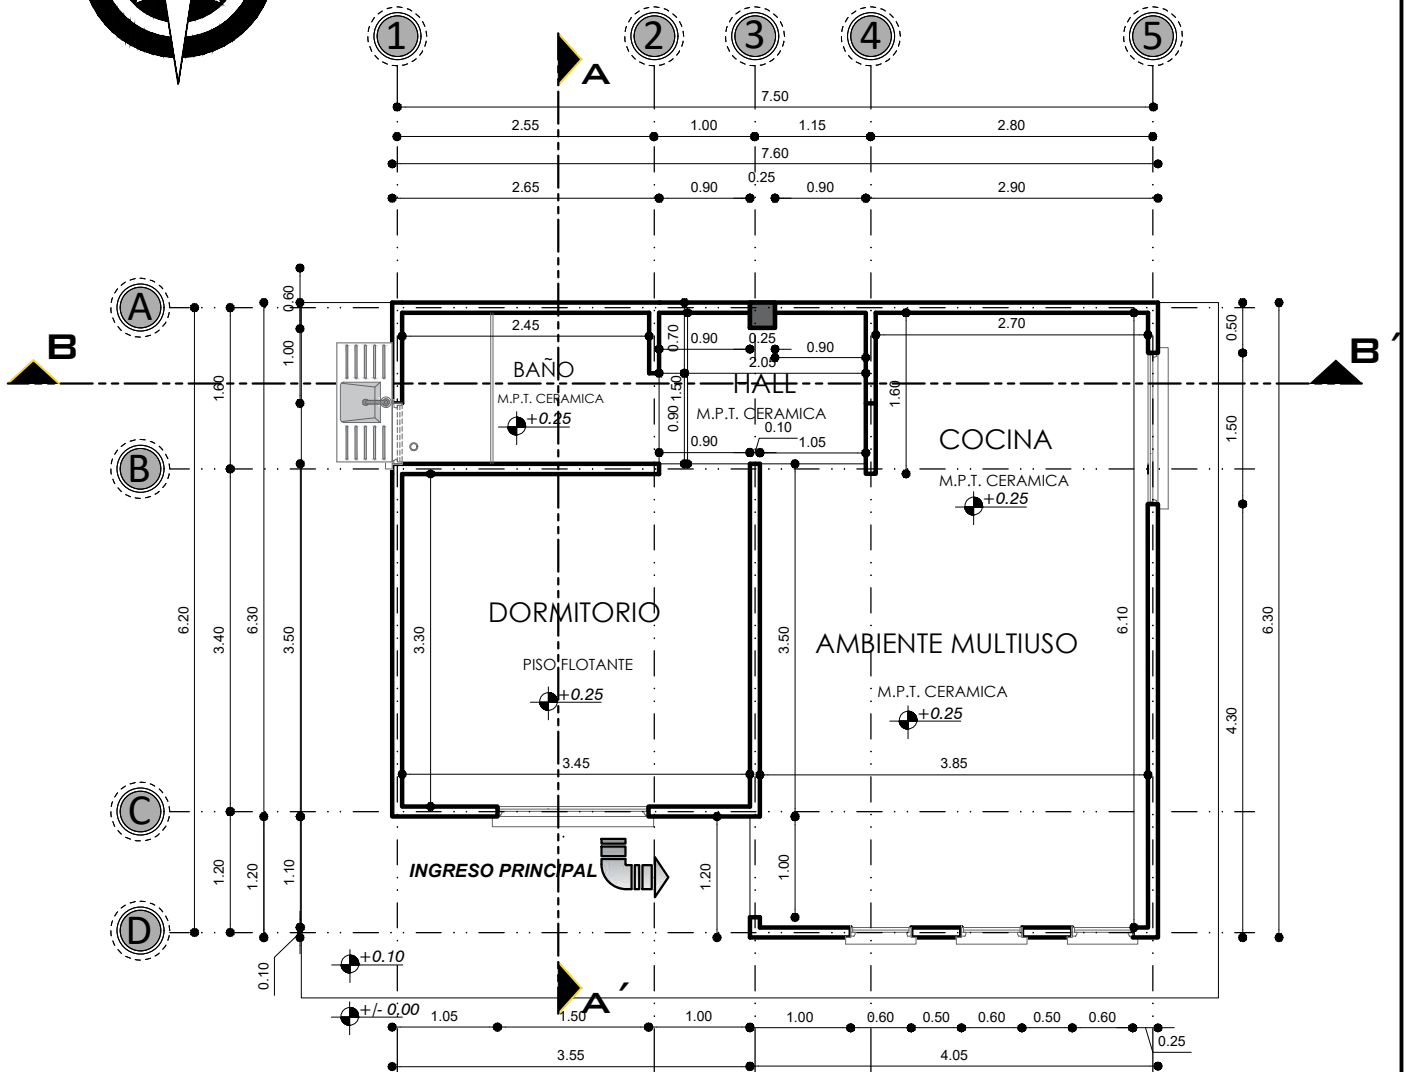 1 2 3 4 5
A
7.50
2.55 1.00 1.15 2.80
7.60
0.25
2.65 0.90 0.90 2.90
A
0.60
0.50
2.45
0.70
0.90 0.25
0.90
2.70
B
B´
1.00
1.60
BAÑO
2.05
HALL
1.50
1.60
M.P.T. CERAMICA
+0.25
M.P.T. CERAMICA
0.90
0.10
0.90 1.05
COCINA
1.50
B
M.P.T. CERAMICA
+0.25
6.20
3.40
6.30
3.50
3.30
DORMITORIO
PISO FLOTANTE
+0.25
3.50
AMBIENTE MULTIUSO
M.P.T. CERAMICA
+0.25
6.10
6.30
4.30
3.45
3.85
C
1.20
1.20
1.10
INGRESO PRINCIPAL
1.20
1.00
D
0.10
+0.10
+/- 0,00
A´
1.05 1.50 1.00 1.00 0.60 0.50 0.60 0.50 0.60
0.25
3.55 4.05